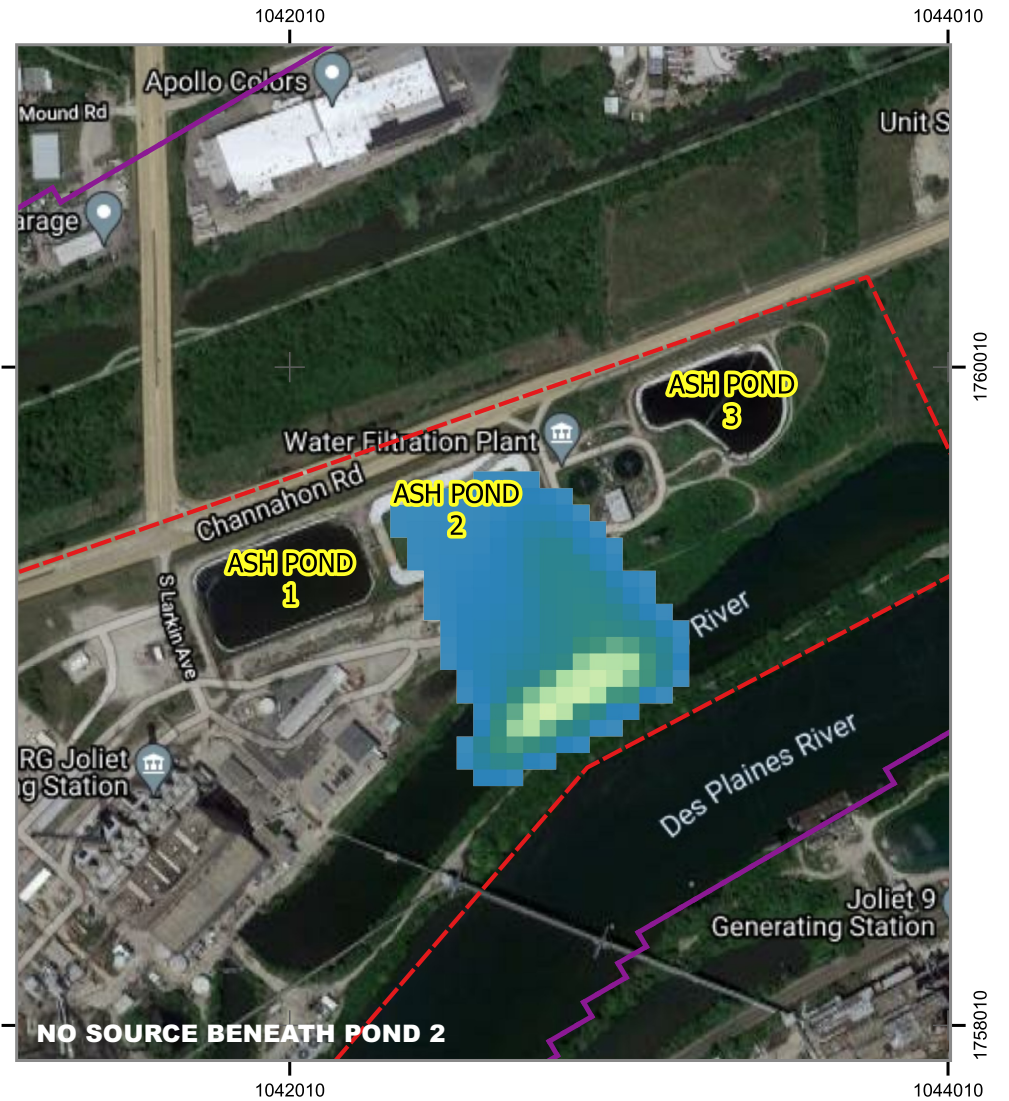 1042010
1044010
Apollo Colors
Mound Rd
Unit S
arage
1760010
ASH POND
3
Water Filtration Plant
Channahon Rd
ASH POND
2
ASH POND
1
S Larkin Ave
River
RG Joliet
ng Station
Des Plaines River
Joliet 9
Generating Station
NO SOURCE BENEATH POND 2
1758010
1042010
1044010